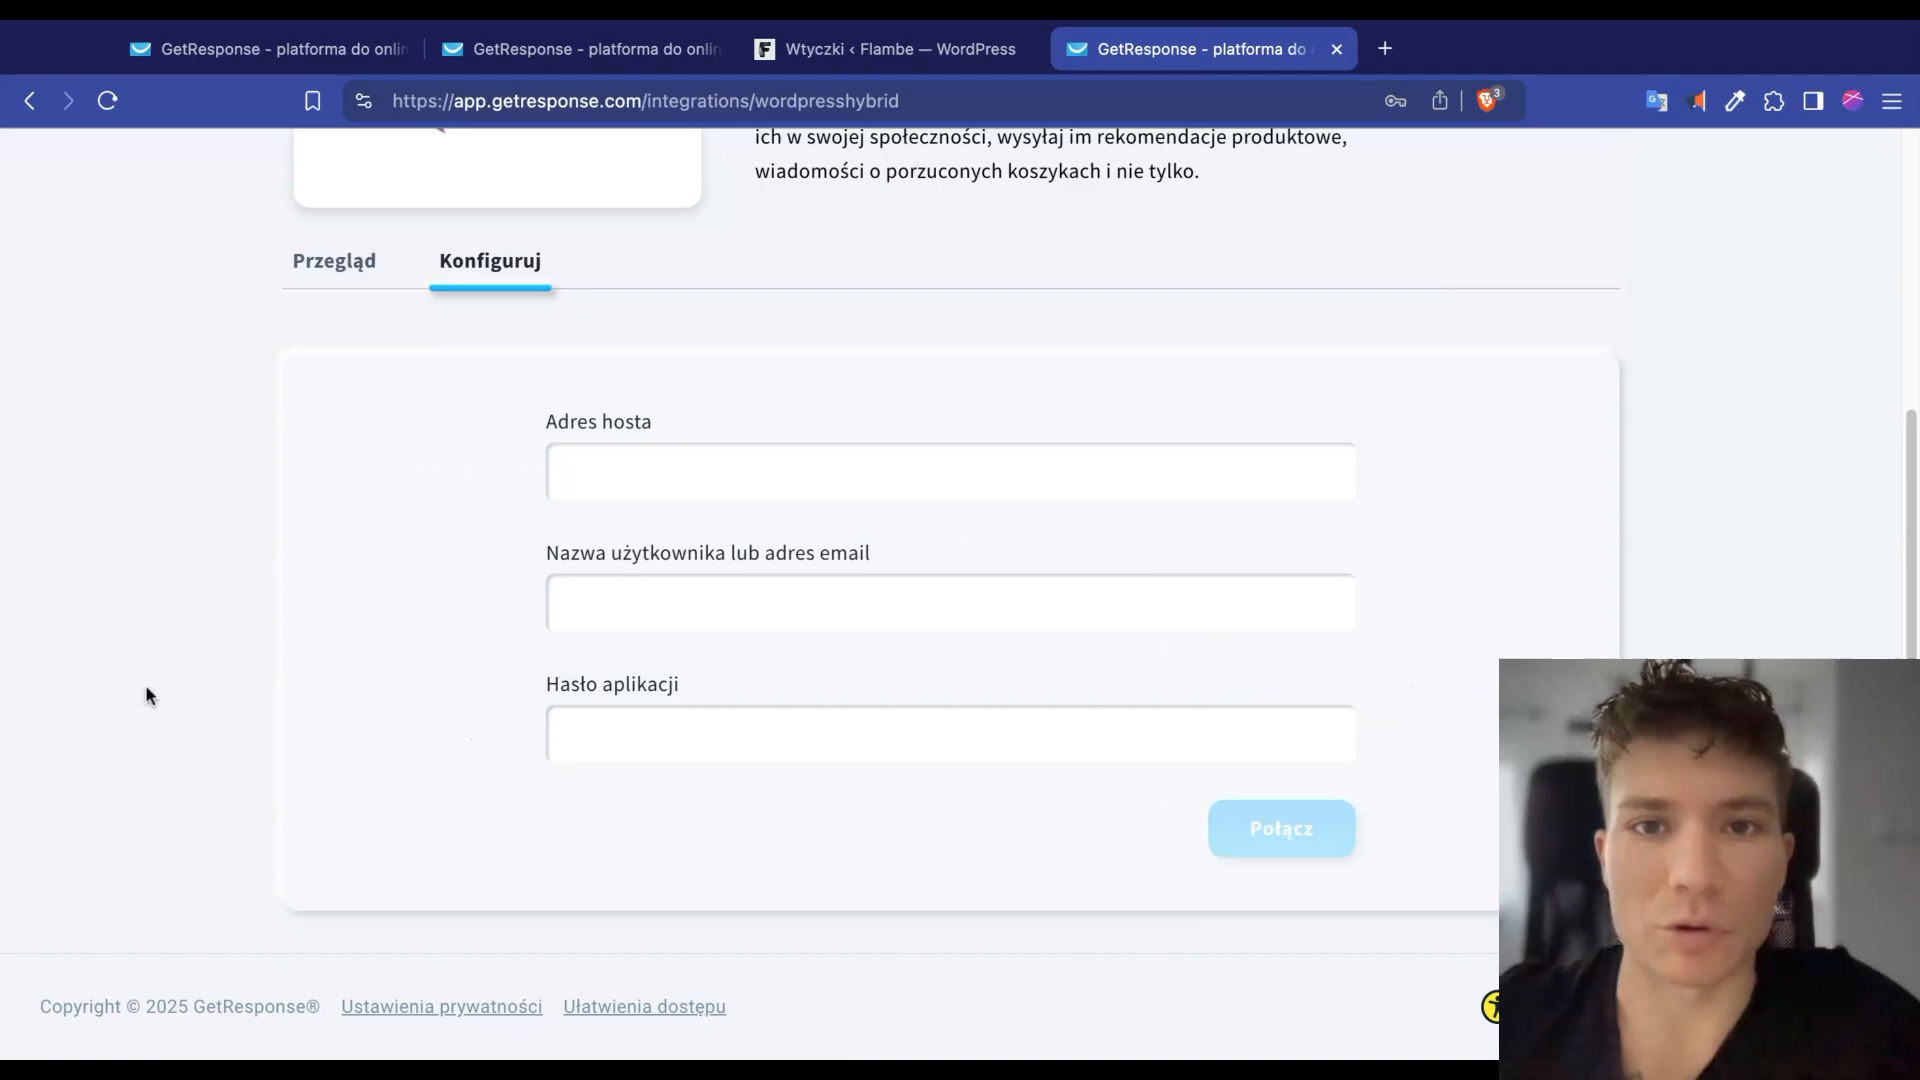 GetResponse - platforma do onlin
GetResponse - platforma do onlin
Wtyczki ‹ Flambe — WordPress
GetResponse - platforma do
https://app.getresponse.com/integrations/wordpresshybrid
3
ich w swojej społeczności, wysyłaj im rekomendacje produktowe,
wiadomości o porzuconych koszykach i nie tylko.
Przegląd
Konfiguruj
Adres hosta
Nazwa użytkownika lub adres email
Hasło aplikacji
Połącz
Copyright © 2025 GetResponse®
Ustawienia prywatności
Ułatwienia dostępu